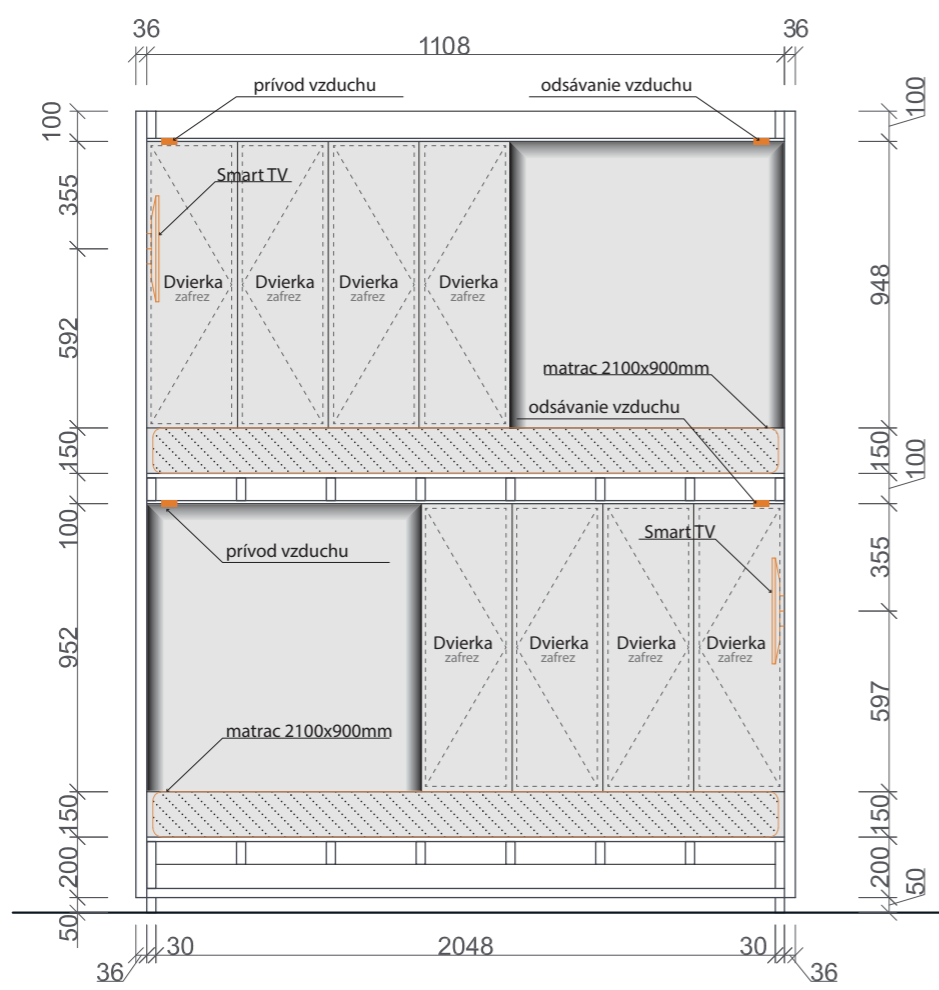 36
36
1108
prívod vzduchu
odsávanie vzduchu
100
100
355
Smart TV
Dvierka
zafrez
Dvierka
zafrez
Dvierka
zafrez
Dvierka
zafrez
948
592
matrac 2100x900mm
odsávanie vzduchu
150
150
100
100
Smart TV
prívod vzduchu
355
952
Dvierka
zafrez
Dvierka
zafrez
Dvierka
zafrez
Dvierka
zafrez
597
matrac 2100x900mm
150
150
200
200
50
50
30
2048
30
36
36